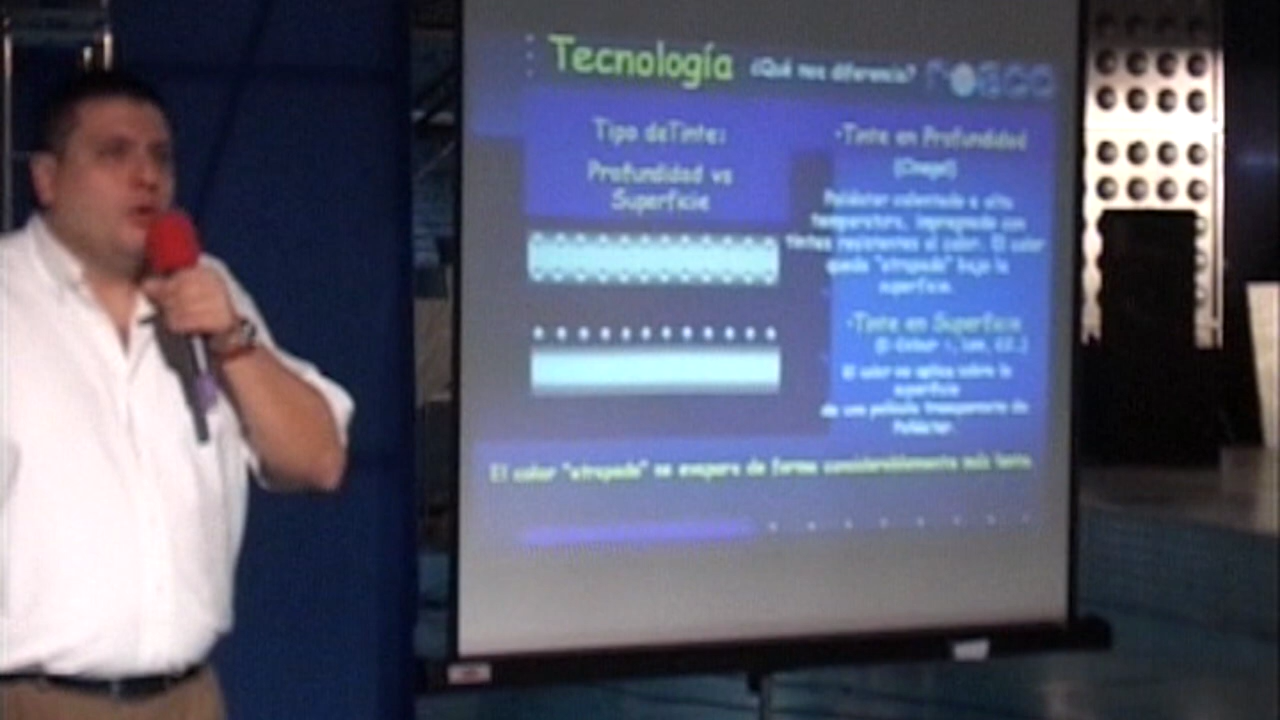 Tecnología ¿Qué nos diferencia? rosco
Tipo deTinte:
Profundidad vs
Superficie
•Tinte en Profundidad
Poliéster calentado a alta
temperatura, impregnado con
tintes resistentes al calor. El color
queda "atrapado" bajo la
superficie.
•Tinte en Superficie
El color se aplica sobre la
superficie
de una película transparente de
Poliéster.
El color "atrapado" se evapora de forma considerablemente más lenta